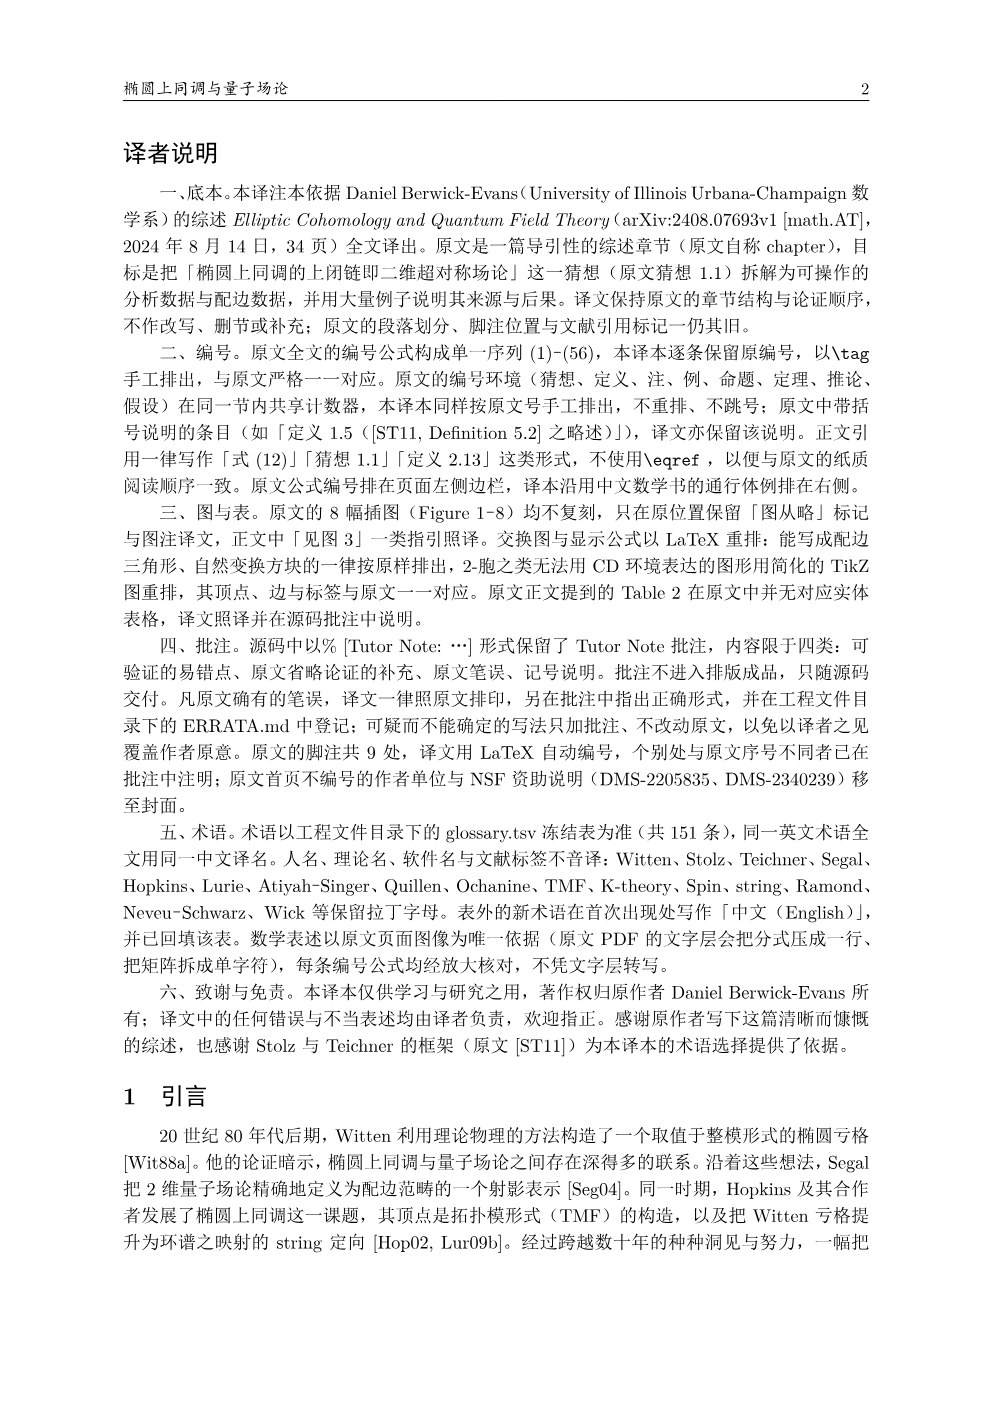 椭圆上同调与量子场论 2
译者说明
一、底本。本译注本依据 Daniel Berwick-Evans（University of Illinois Urbana-Champaign 数
学系）的综述 Elliptic Cohomology and Quantum Field Theory（arXiv:2408.07693v1 [math.AT]，
2024 年 8 月 14 日，34 页）全文译出。原文是一篇导引性的综述章节（原文自称 chapter），目
标是把「椭圆上同调的上闭链即二维超对称场论」这一猜想（原文猜想 1.1）拆解为可操作的
分析数据与配边数据，并用大量例子说明其来源与后果。译文保持原文的章节结构与论证顺序，
不作改写、删节或补充；原文的段落划分、脚注位置与文献引用标记一仍其旧。
二、编号。原文全文的编号公式构成单一序列 (1)–(56)，本译本逐条保留原编号，以\tag
手工排出，与原文严格一一对应。原文的编号环境（猜想、定义、注、例、命题、定理、推论、
假设）在同一节内共享计数器，本译本同样按原文号手工排出，不重排、不跳号；原文中带括
号说明的条目（如「定义 1.5（[ST11, Definition 5.2] 之略述）」），译文亦保留该说明。正文引
用一律写作「式 (12)」「猜想 1.1」「定义 2.13」这类形式，不使用\eqref ，以便与原文的纸质
阅读顺序一致。原文公式编号排在页面左侧边栏，译本沿用中文数学书的通行体例排在右侧。
三、图与表。原文的 8 幅插图（Figure 1–8）均不复刻，只在原位置保留「图从略」标记
与图注译文，正文中「见图 3」一类指引照译。交换图与显示公式以 LaTeX 重排：能写成配边
三角形、自然变换方块的一律按原样排出，2-胞之类无法用 CD 环境表达的图形用简化的 TikZ
图重排，其顶点、边与标签与原文一一对应。原文正文提到的 Table 2 在原文中并无对应实体
表格，译文照译并在源码批注中说明。
四、批注。源码中以% [Tutor Note: …] 形式保留了 Tutor Note 批注，内容限于四类：可
验证的易错点、原文省略论证的补充、原文笔误、记号说明。批注不进入排版成品，只随源码
交付。凡原文确有的笔误，译文一律照原文排印，另在批注中指出正确形式，并在工程文件目
录下的 ERRATA.md 中登记；可疑而不能确定的写法只加批注、不改动原文，以免以译者之见
覆盖作者原意。原文的脚注共 9 处，译文用 LaTeX 自动编号，个别处与原文序号不同者已在
批注中注明；原文首页不编号的作者单位与 NSF 资助说明（DMS-2205835、DMS-2340239）移
至封面。
五、术语。术语以工程文件目录下的 glossary.tsv 冻结表为准（共 151 条），同一英文术语全
文用同一中文译名。人名、理论名、软件名与文献标签不音译：Witten、Stolz、Teichner、Segal、
Hopkins、Lurie、Atiyah–Singer、Quillen、Ochanine、TMF、K-theory、Spin、string、Ramond、
Neveu–Schwarz、Wick 等保留拉丁字母。表外的新术语在首次出现处写作「中文（English）」，
并已回填该表。数学表述以原文页面图像为唯一依据（原文 PDF 的文字层会把分式压成一行、
把矩阵拆成单字符），每条编号公式均经放大核对，不凭文字层转写。
六、致谢与免责。本译本仅供学习与研究之用，著作权归原作者 Daniel Berwick-Evans 所
有；译文中的任何错误与不当表述均由译者负责，欢迎指正。感谢原作者写下这篇清晰而慷慨
的综述，也感谢 Stolz 与 Teichner 的框架（原文 [ST11]）为本译本的术语选择提供了依据。
1 引言
20 世纪 80 年代后期，Witten 利用理论物理的方法构造了一个取值于整模形式的椭圆亏格
[Wit88a]。他的论证暗示，椭圆上同调与量子场论之间存在深得多的联系。沿着这些想法，Segal
把 2 维量子场论精确地定义为配边范畴的一个射影表示 [Seg04]。同一时期，Hopkins 及其合作
者发展了椭圆上同调这一课题，其顶点是拓扑模形式（TMF）的构造，以及把 Witten 亏格提
升为环谱之映射的 string 定向 [Hop02, Lur09b]。经过跨越数十年的种种洞见与努力，一幅把